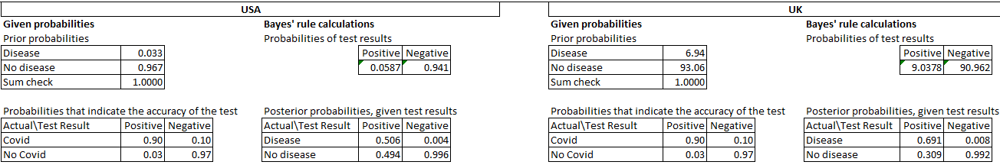 USA UK
Given probabilities Bayes' rule calculations Given probabilities Bayes' rule calculations
Prior probabilities Probabilities of test results Prior probabilities Probabilities of test results
Disease 0.033 Positive Negative Disease 6.94 Positive Negative
No disease 0.967 0.0587 0.941 No disease 93.06 9.0378 90.962
Sum check 1.0000 Sum check 1.0000
Probabilities that indicate the accuracy of the test Posterior probabilities, given test results Probabilities that indicate the accuracy of the test Posterior probabilities, given test results
Actual\Test Result Positive Negative Actual\Test Result Positive Negative Actual\Test Result Positive Negative Actual\Test Result Positive Negative
Covid 0.90 0.10 Disease 0.506 0.004 Covid 0.90 0.10 Disease 0.691 0.008
No Covid 0.03 0.97 No disease 0.494 0.996 No Covid 0.03 0.97 No disease 0.309 0.992